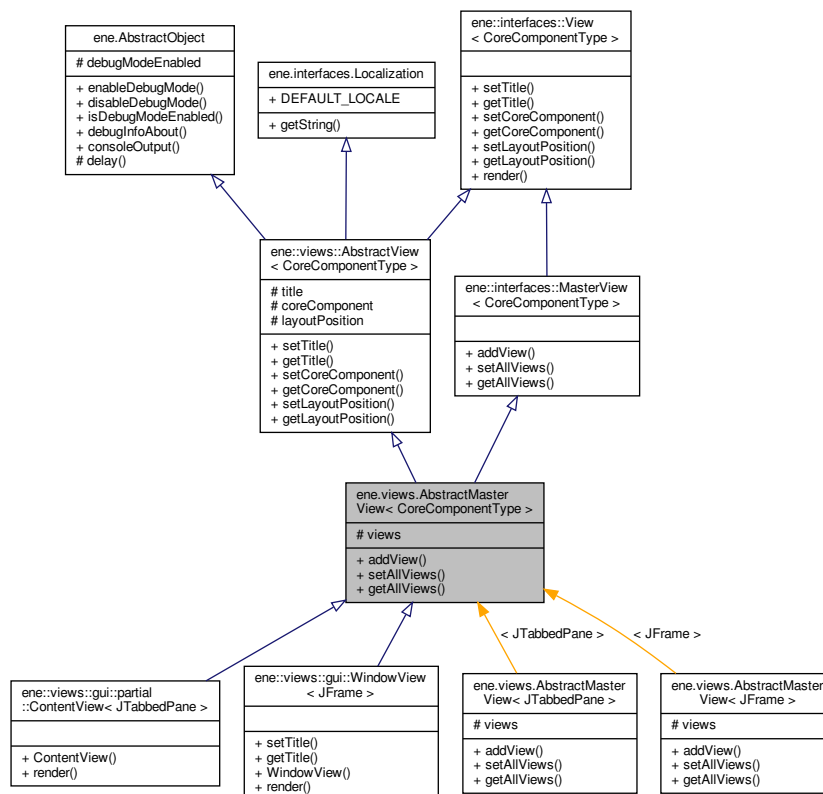 ene.AbstractObject
# debugModeEnabled
+ enableDebugMode()
+ disableDebugMode()
+ isDebugModeEnabled()
+ debugInfoAbout()
+ consoleOutput()
# delay()
ene.interfaces.Localization
+ DEFAULT_LOCALE
+ getString()
ene::interfaces::View
< CoreComponentType >
+ setTitle()
+ getTitle()
+ setCoreComponent()
+ getCoreComponent()
+ setLayoutPosition()
+ getLayoutPosition()
+ render()
ene::views::AbstractView
< CoreComponentType >
# title
# coreComponent
# layoutPosition
+ setTitle()
+ getTitle()
+ setCoreComponent()
+ getCoreComponent()
+ setLayoutPosition()
+ getLayoutPosition()
ene::interfaces::MasterView
< CoreComponentType >
+ addView()
+ setAllViews()
+ getAllViews()
ene.views.AbstractMaster
View< CoreComponentType >
# views
+ addView()
+ setAllViews()
+ getAllViews()
< JTabbedPane >
< JFrame >
ene::views::gui::partial
::ContentView< JTabbedPane >
+ ContentView()
+ render()
ene::views::gui::WindowView
< JFrame >
+ setTitle()
+ getTitle()
+ WindowView()
+ render()
ene.views.AbstractMaster
View< JTabbedPane >
# views
+ addView()
+ setAllViews()
+ getAllViews()
ene.views.AbstractMaster
View< JFrame >
# views
+ addView()
+ setAllViews()
+ getAllViews()